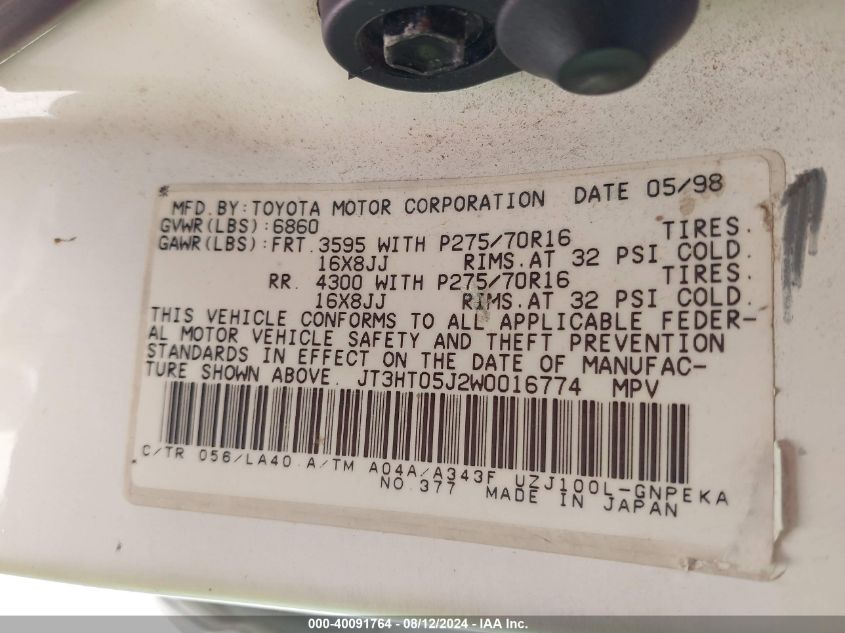 MFD.BY:TOYOTA MOTOR CORPORATION DATE 05/98
GVWR(LBS):6860
GAWR(LBS):FRT.3595 WITH P275/70R16 TIRES.
16X8JJ RIMS.AT 32 PSI COLD.
RR. 4300 WITH P275/70R16 TIRES.
16X8JJ RIMS.AT 32 PSI COLD.
THIS VEHICLE CONFORMS TO ALL APPLICABLE FEDER-
AL MOTOR VEHICLE SAFETY AND THEFT PREVENTION
STANDARDS IN EFFECT ON THE DATE OF MANUFAC-
TURE SHOWN ABOVE. JT3HT05J2W0016774 MPV
C/TR 056/LA40 A/TM A04A/A343F UZJ100L-GNPEKA
NO.377 MADE IN JAPAN
000-40091764 - 08/12/2024 - IAA Inc.